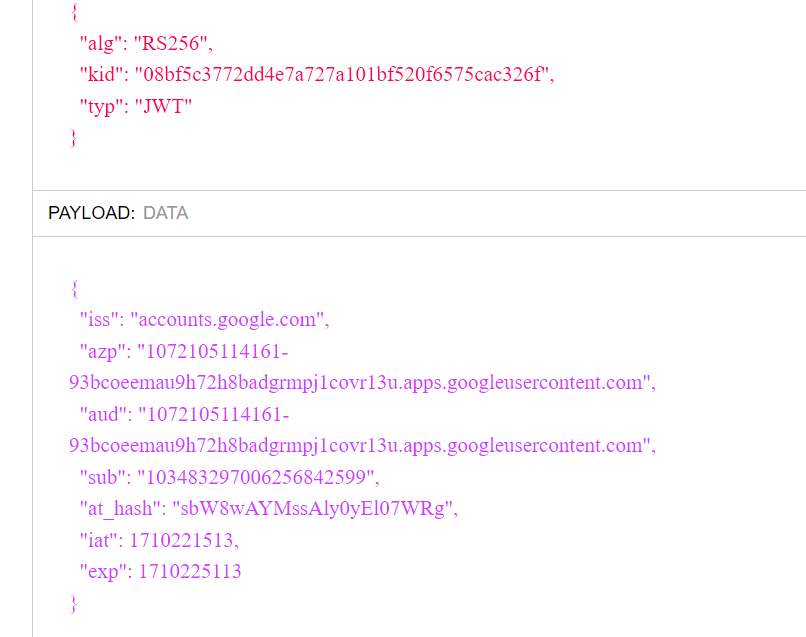 {
"alg": "RS256",
"kid": "08bf5c3772dd4e7a727a101bf520f6575cac326f",
"typ": "JWT"
}
PAYLOAD: DATA
{
"iss": "accounts.google.com",
"azp": "1072105114161-
93bcoeemau9h72h8badgrmpj1covr13u.apps.googleusercontent.com",
"aud": "1072105114161-
93bcoeemau9h72h8badgrmpj1covr13u.apps.googleusercontent.com",
"sub": "103483297006256842599",
"at_hash": "sbW8wAYMssAly0yEl07WRg",
"iat": 1710221513,
"exp": 1710225113
}